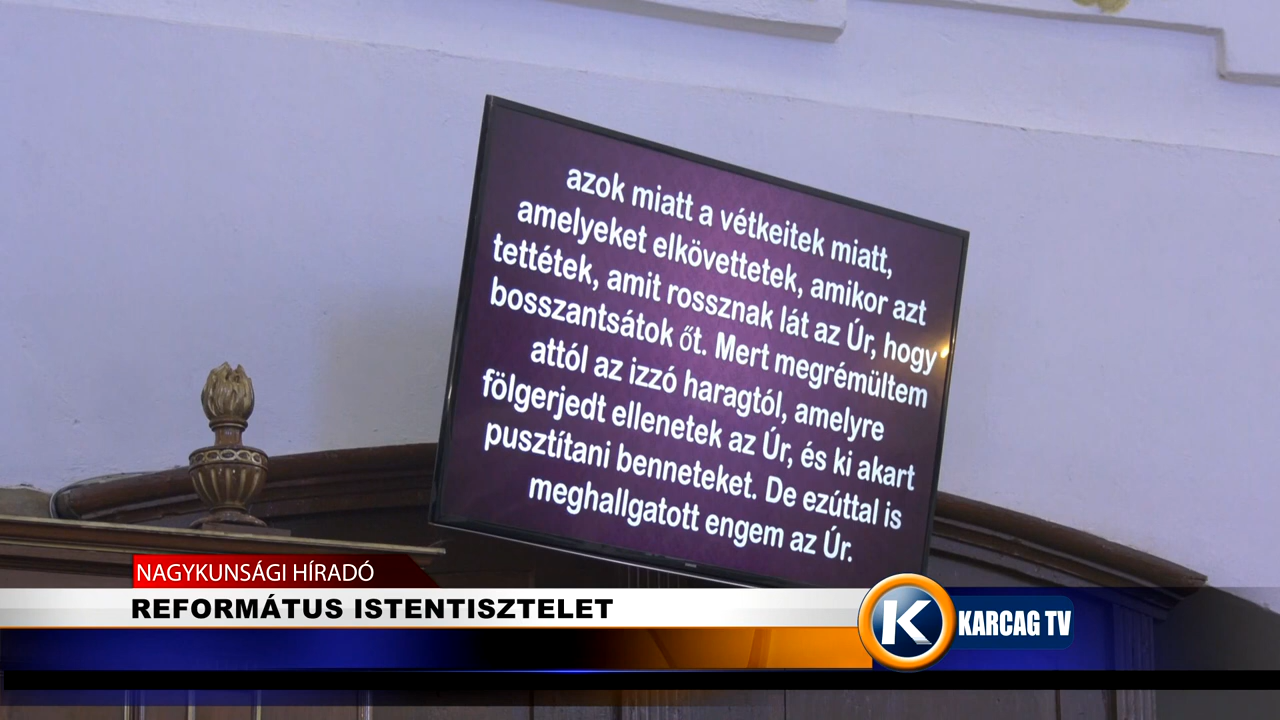 azok miatt a vétkeitek miatt,
amelyeket elkövettetek, amikor azt
tettétek, amit rossznak lát az Úr, hogy
bosszantsátok őt. Mert megrémültem
attól az izzó haragtól, amelyre
fölgerjedt ellenetek az Úr, és ki akart
pusztítani benneteket. De ezúttal is
meghallgatott engem az Úr.
NAGYKUNSÁGI HÍRADÓ
REFORMÁTUS ISTENTISZTELET
K KARCAG TV